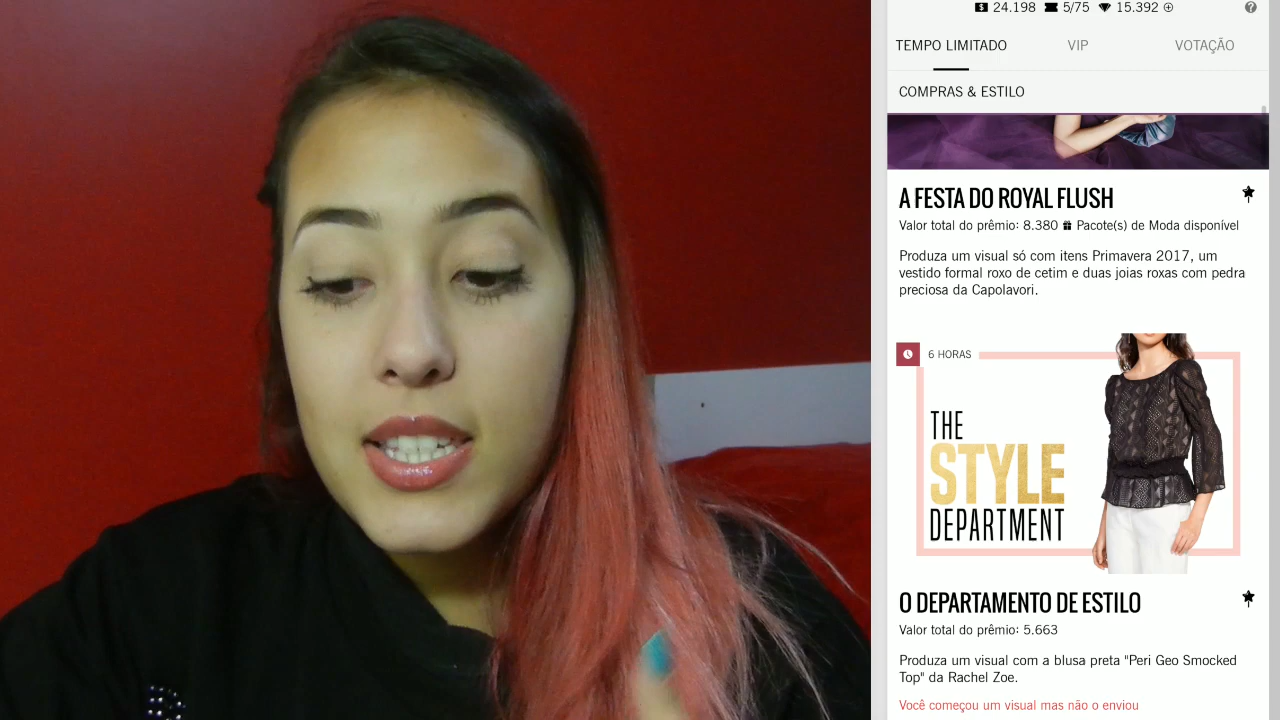 24.198 5/75 15.392
TEMPO LIMITADO VIP VOTAÇÃO
COMPRAS & ESTILO
A FESTA DO ROYAL FLUSH
Valor total do prêmio: 8.380 Pacote(s) de Moda disponível
Produza um visual só com itens Primavera 2017, um
vestido formal roxo de cetim e duas joias roxas com pedra
preciosa da Capolavori.
6 HORAS
THE
STYLE
DEPARTMENT
O DEPARTAMENTO DE ESTILO
Valor total do prêmio: 5.663
Produza um visual com a blusa preta "Peri Geo Smocked
Top" da Rachel Zoe.
Você começou um visual mas não o enviou